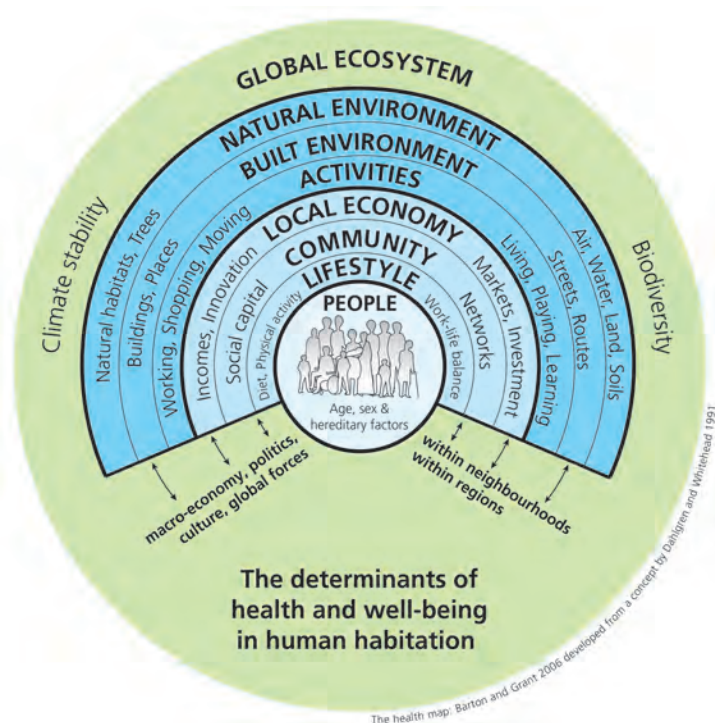 GLOBAL ECOSYSTEM
Climate stability
Biodiversity
NATURAL ENVIRONMENT
Natural habitats, Trees
Air, Water, Land, Soils
BUILT ENVIRONMENT
Buildings, Places
Streets, Routes
ACTIVITIES
Working, Shopping, Moving
Living, Playing, Learning
LOCAL ECONOMY
Incomes, Innovation
Markets, Investment
COMMUNITY
Social capital
Networks
LIFESTYLE
Diet, Physical activity
Work-life balance
PEOPLE
Age, sex &
hereditary factors
macro-economy, politics,
culture, global forces
within neighbourhoods
within regions
The determinants of
health and well-being
in human habitation
The health map: Barton and Grant 2006 developed from a concept by Dahlgren and Whitehead 1991